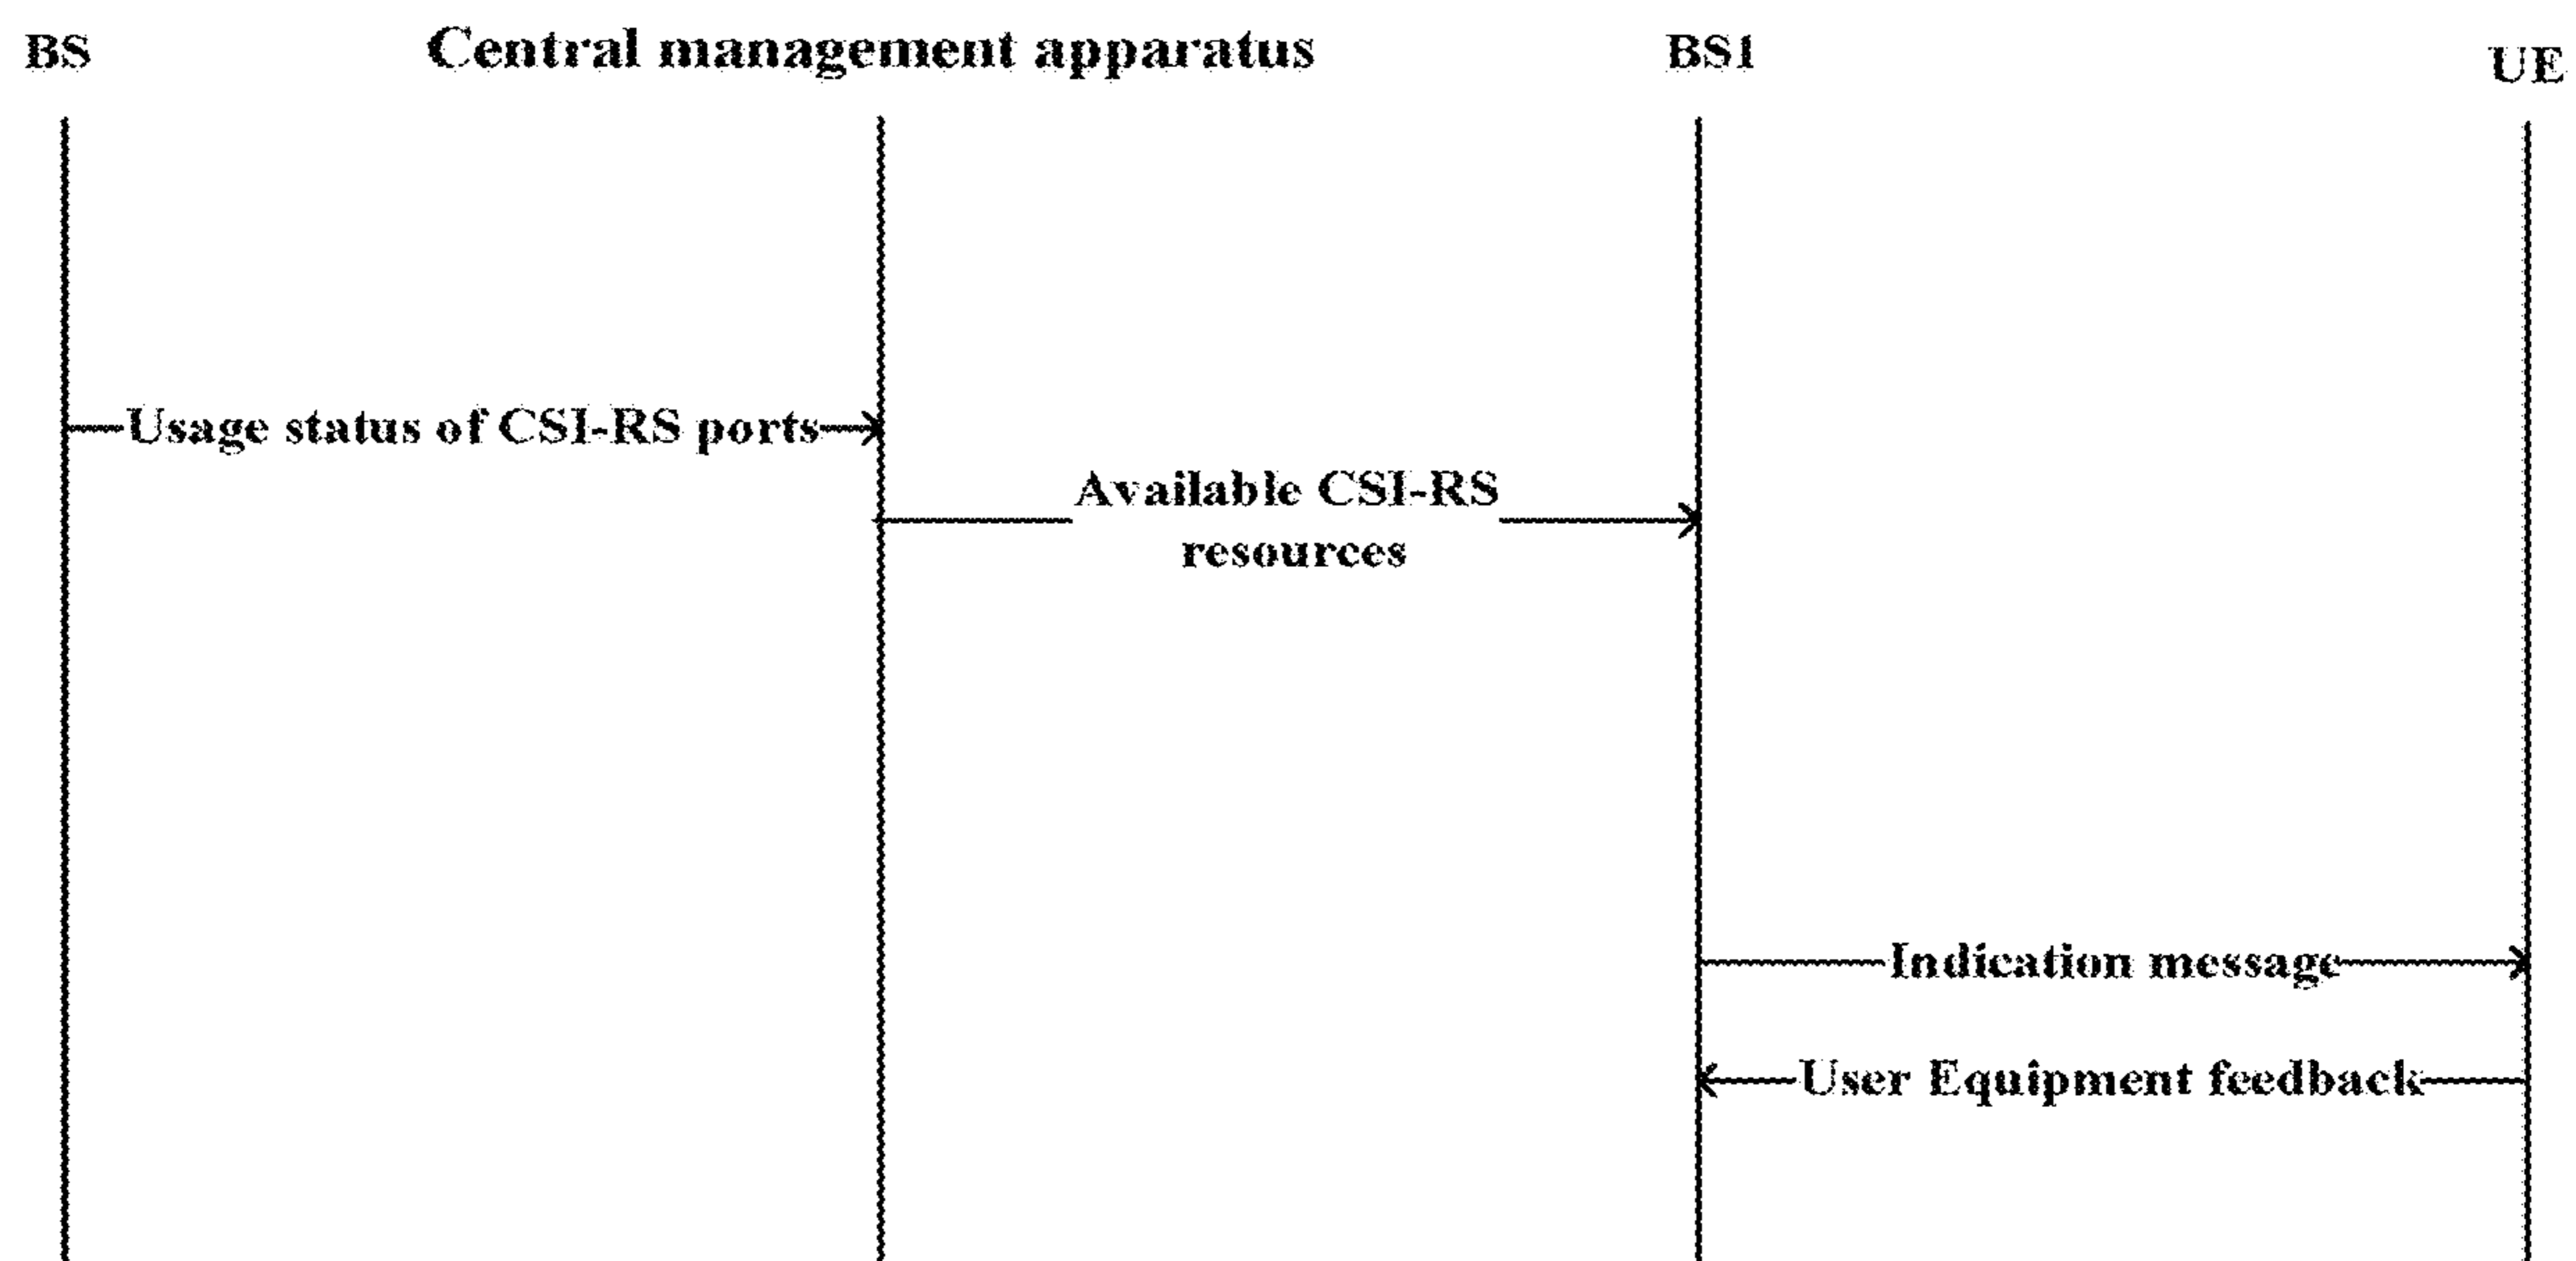 BS
Central management apparatus
BS1
UE
Usage status of CSI-RS ports
Available CSI-RS
resources
Indication message
User Equipment feedback